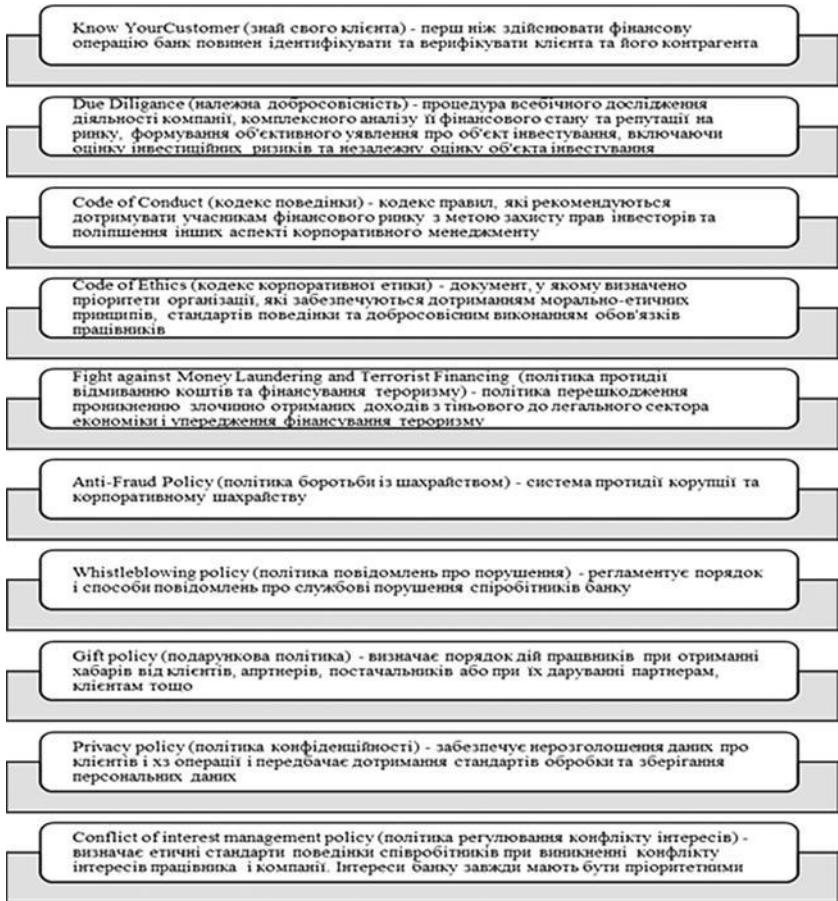 Know YourCustomer (знай свого клієнта) - перш ніж здійснювати фінансову
операцію банк повинен ідентифікувати та верифікувати клієнта та його контрагента
Due Diligance (належна добросовісність) - процедура всебічного дослідження
діяльності компанії, комплексного аналізу її фінансового стану та репутації на
ринку, формування об'єктивного уявлення про об'єкт інвестування, включаючи
оцінку інвестиційних ризиків та незалежну оцінку об'єкта інвестування
Code of Conduct (кодекс поведінки) - кодекс правил, які рекомендуються
дотримувати учасникам фінансового ринку з метою захисту прав інвесторів та
поліпшення інших аспекті корпоративного менеджменту
Code of Ethics (кодекс корпоративної етики) - документ, у якому визначено
пріоритети організації, які забезпечуються дотриманням морально-етичних
принципів, стандартів поведінки та добросовісним виконанням обов'язків
працівників
Fight against Money Laundering and Terrorist Financing (політика протидії
відмиванню коштів та фінансування тероризму) - політика перешкодження
проникненню злочинно отриманих доходів з тіньового до легального сектора
економіки і упередження фінансування тероризму
Anti-Fraud Policy (політика боротьби із шахрайством) - система протидії корупції та
корпоративному шахрайству
Whistleblowing policy (політика повідомлень про порушення) - регламентує порядок
і способи повідомлень про службові порушення спіробітників банку
Gift policy (подарункова політика) - визначає порядок дій працвників при отриманні
хабарів від клієнтів, апртнерів, постачальників або при їх даруванні партнерам,
клієнтам тощо
Privacy policy (політика конфіденційності) - забезпечує нерозголошення даних про
клієнтів і хз операції і передбачає дотримання стандартів обробки та зберігання
персональних даних
Conflict of interest management policy (політика регулювання конфлікту інтересів) -
визначає етичні стандарти поведінки співробітників при виникненні конфлікту
інтересів працівника і компанії. Інтереси банку завжди мають бути пріоритетними